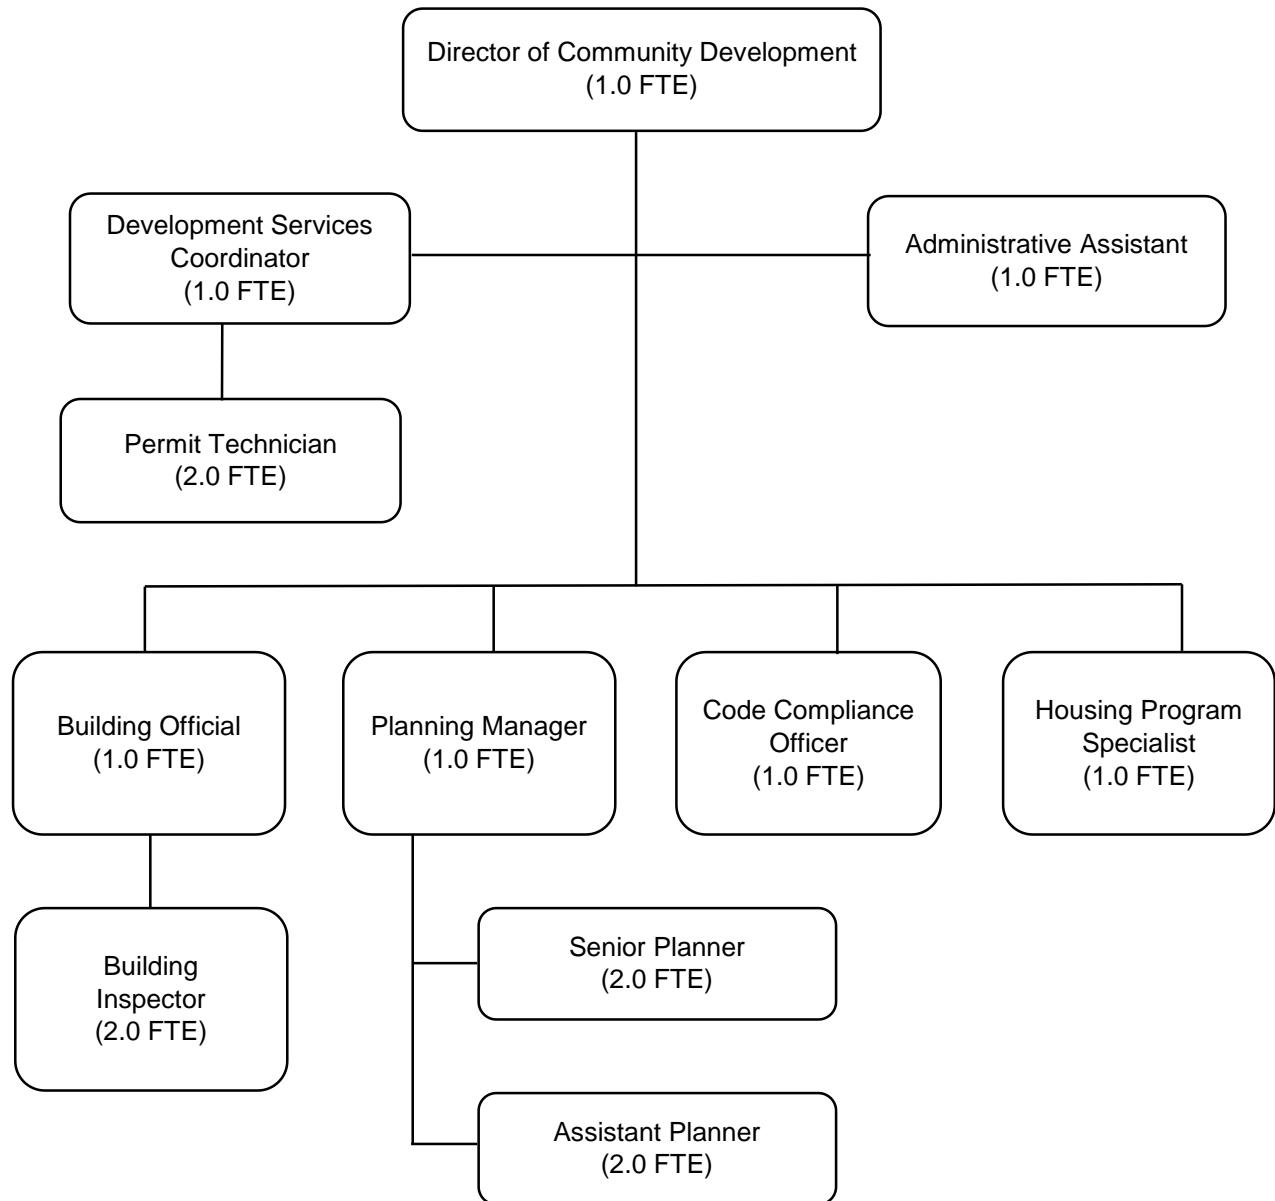 Director of Community Development
(1.0 FTE)
Development Services
Coordinator
(1.0 FTE)
Administrative Assistant
(1.0 FTE)
Permit Technician
(2.0 FTE)
Building Official
(1.0 FTE)
Planning Manager
(1.0 FTE)
Code Compliance
Officer
(1.0 FTE)
Housing Program
Specialist
(1.0 FTE)
Building
Inspector
(2.0 FTE)
Senior Planner
(2.0 FTE)
Assistant Planner
(2.0 FTE)